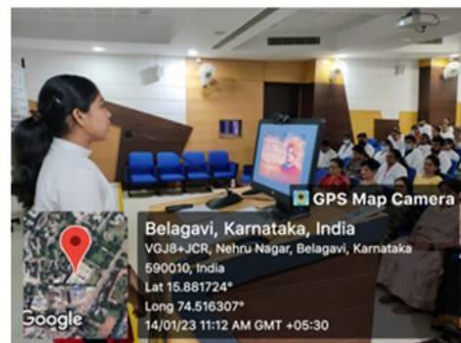 GPS Map Camera
Belagavi, Karnataka, India
VGJ8+JCR, Nehru Nagar, Belagavi, Karnataka
590010, India
Lat 15.881724°
Long 74.516307°
14/01/23 11:12 AM GMT +05:30
Google